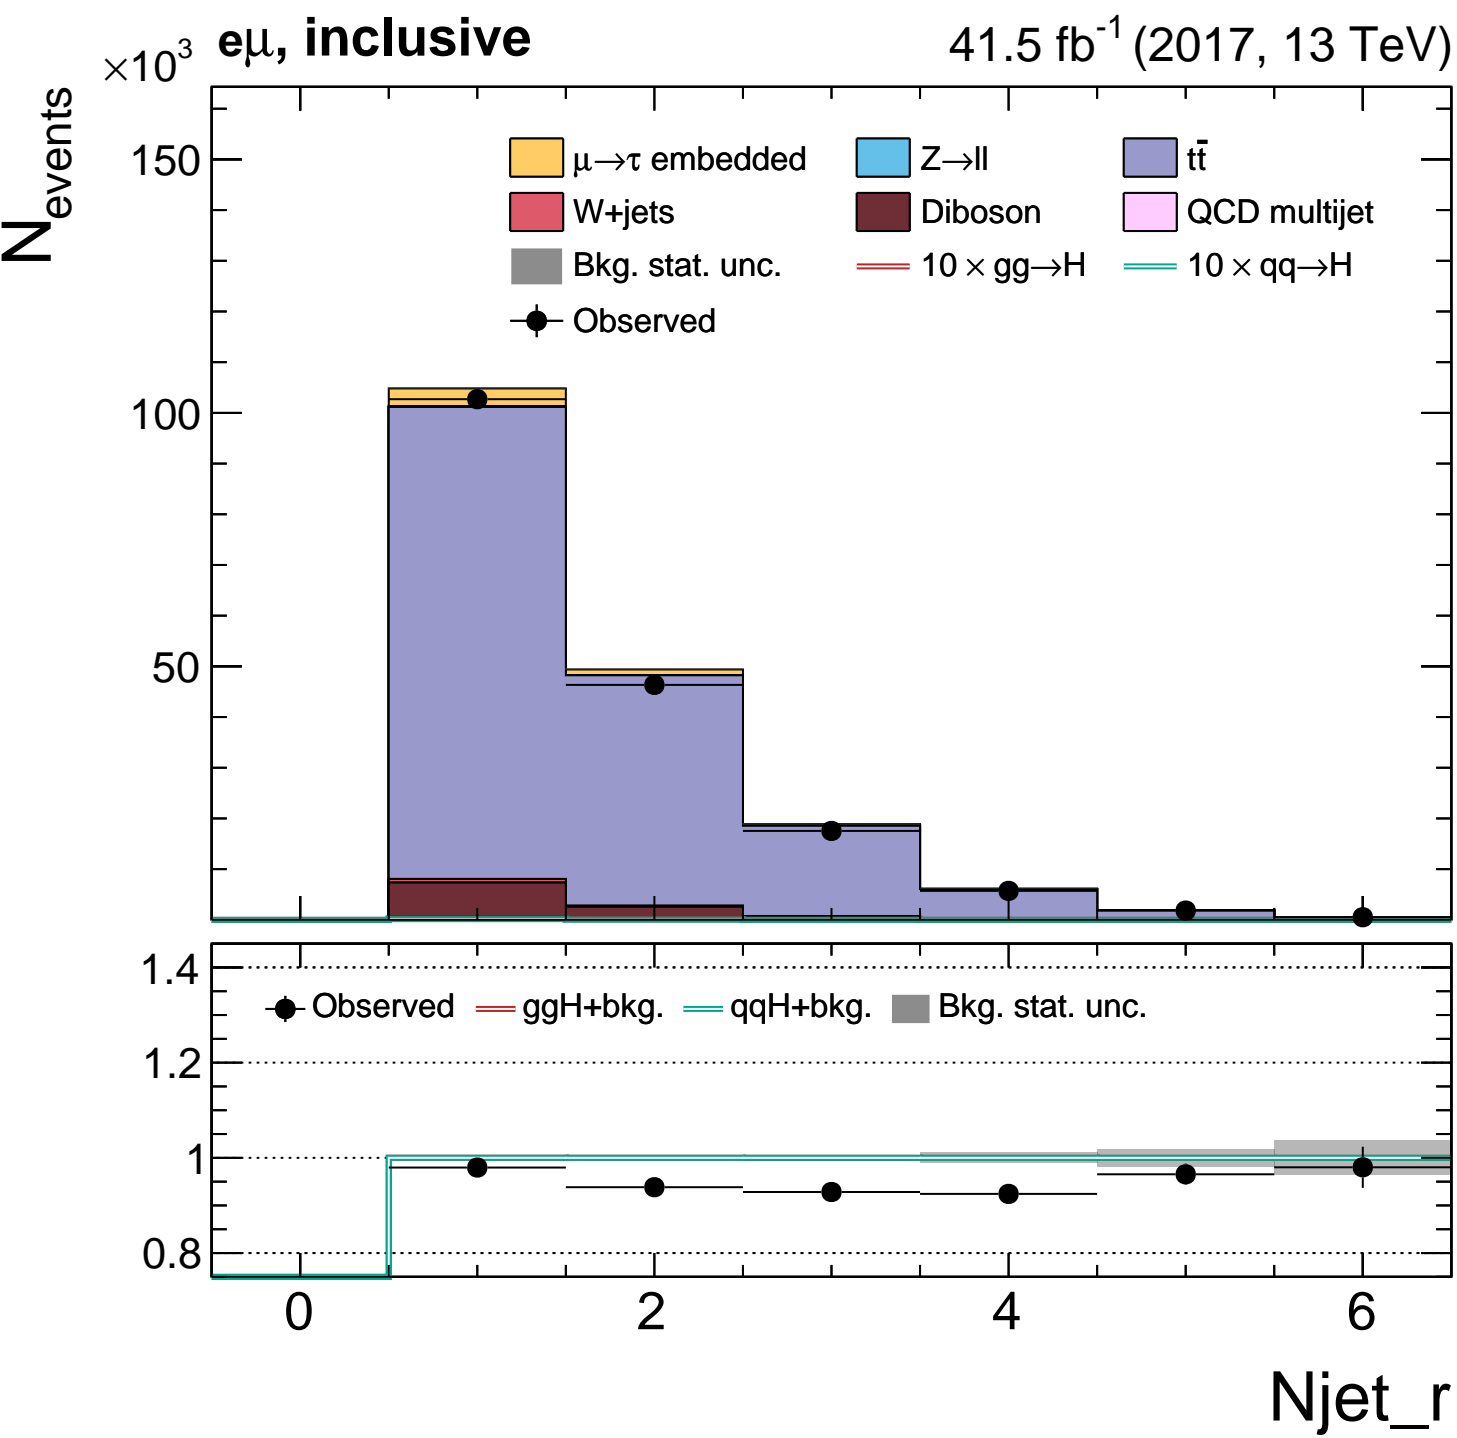 ×10³ eμ, inclusive 41.5 fb⁻¹ (2017, 13 TeV)
N_events
150
100
50
μ→τ embedded Z→ll tt̄
W+jets Diboson QCD multijet
Bkg. stat. unc. 10 × gg→H 10 × qq→H
Observed
1.4
1.2
1
0.8
Observed ggH+bkg. qqH+bkg. Bkg. stat. unc.
0 2 4 6
Njet_r